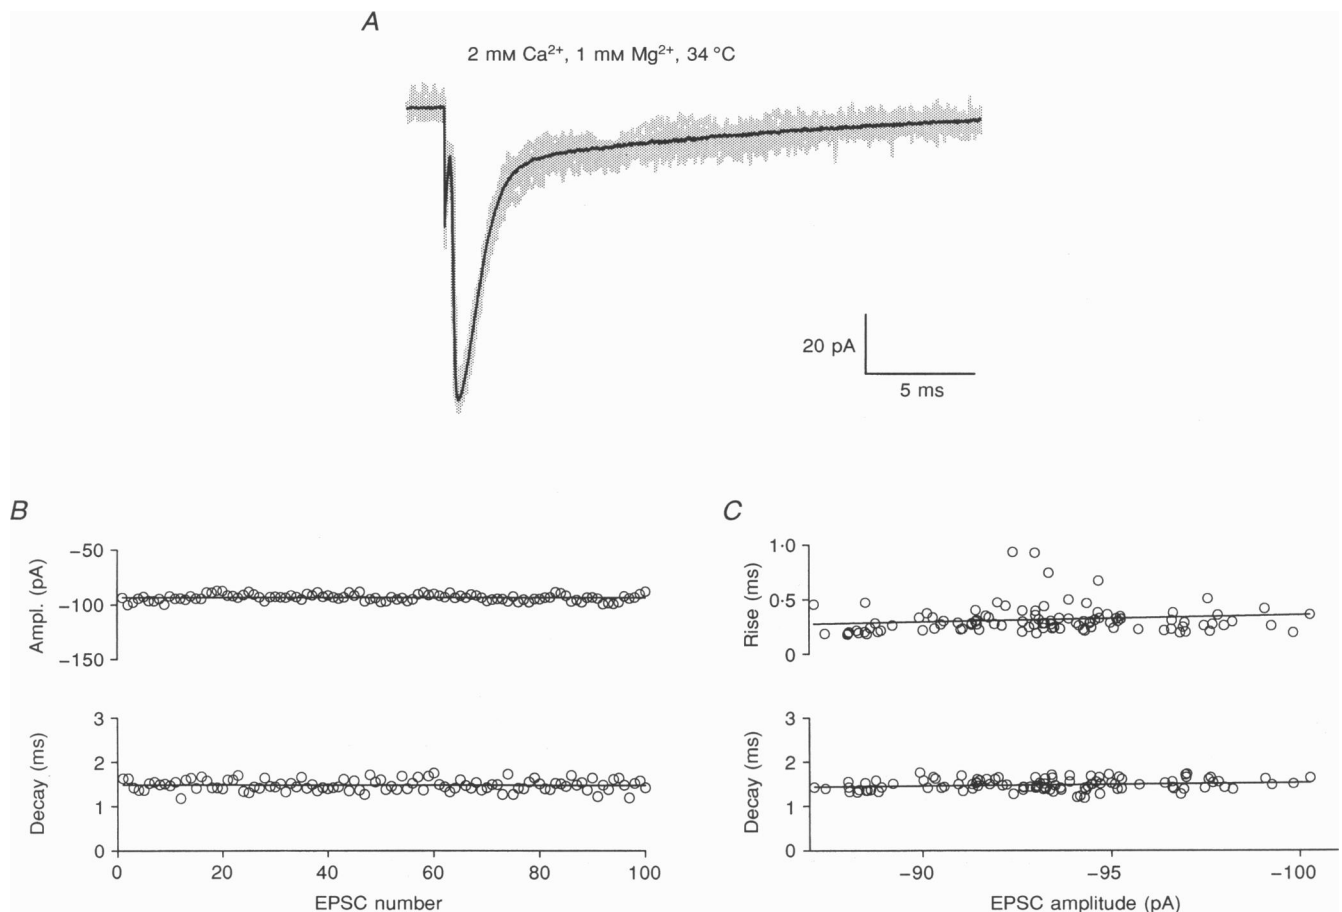 A
2 mM Ca²⁺, 1 mM Mg²⁺, 34 °C
20 pA
5 ms
B
−50
−100
−150
Ampl. (pA)
3
2
1
0
Decay (ms)
0
20
40
60
80
100
EPSC number
C
1·0
0·5
0
Rise (ms)
3
2
1
0
Decay (ms)
−90
−95
−100
EPSC amplitude (pA)